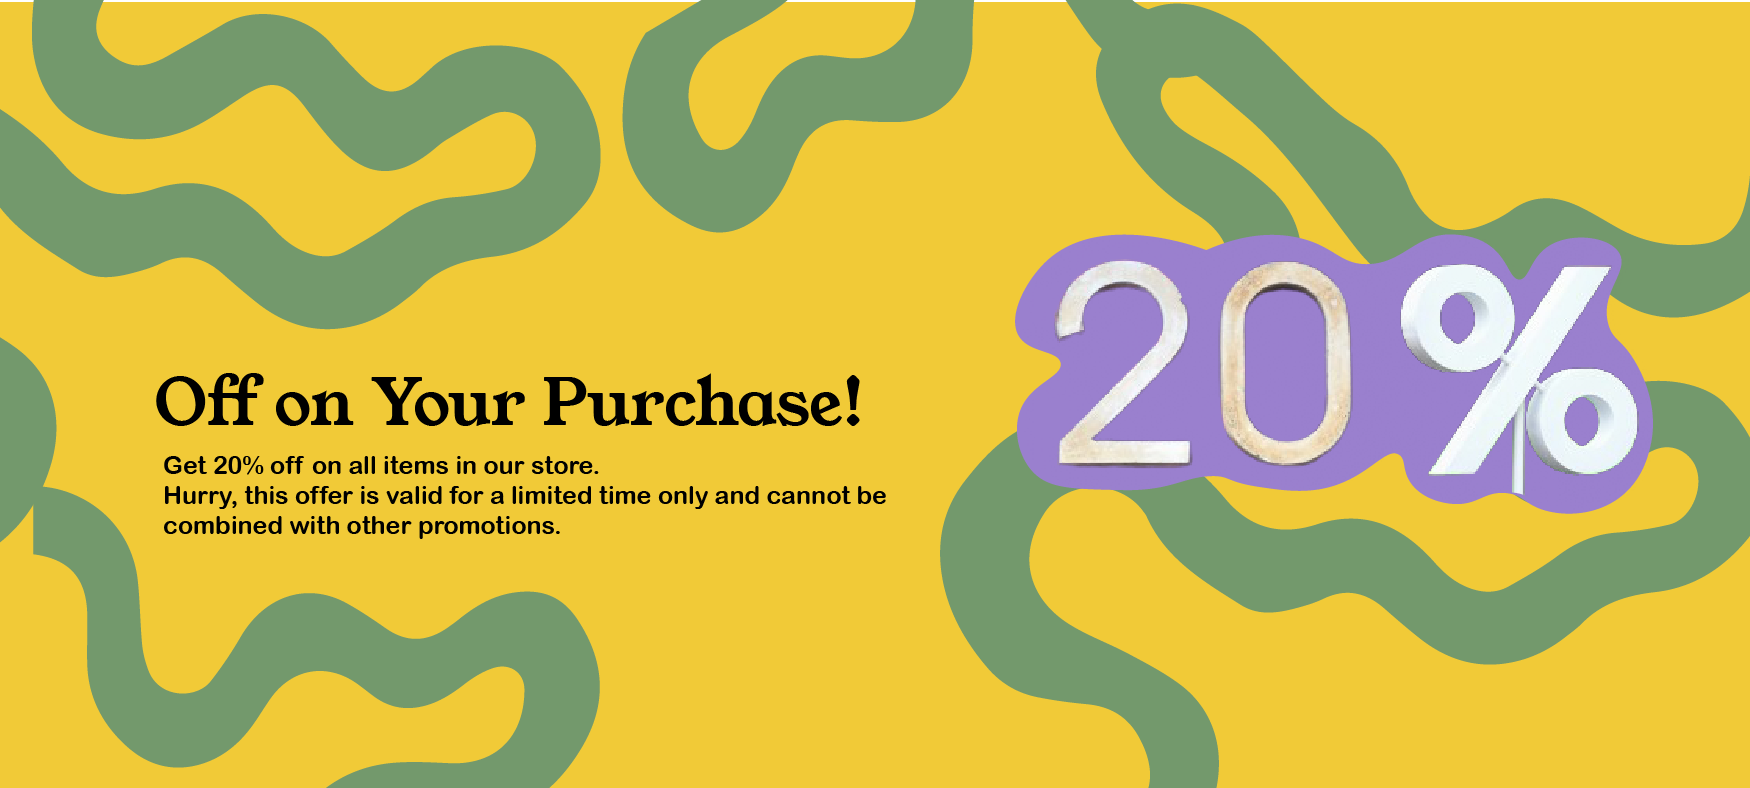 20%
Off on Your Purchase!
Get 20% off on all items in our store.
Hurry, this offer is valid for a limited time only and cannot be
combined with other promotions.